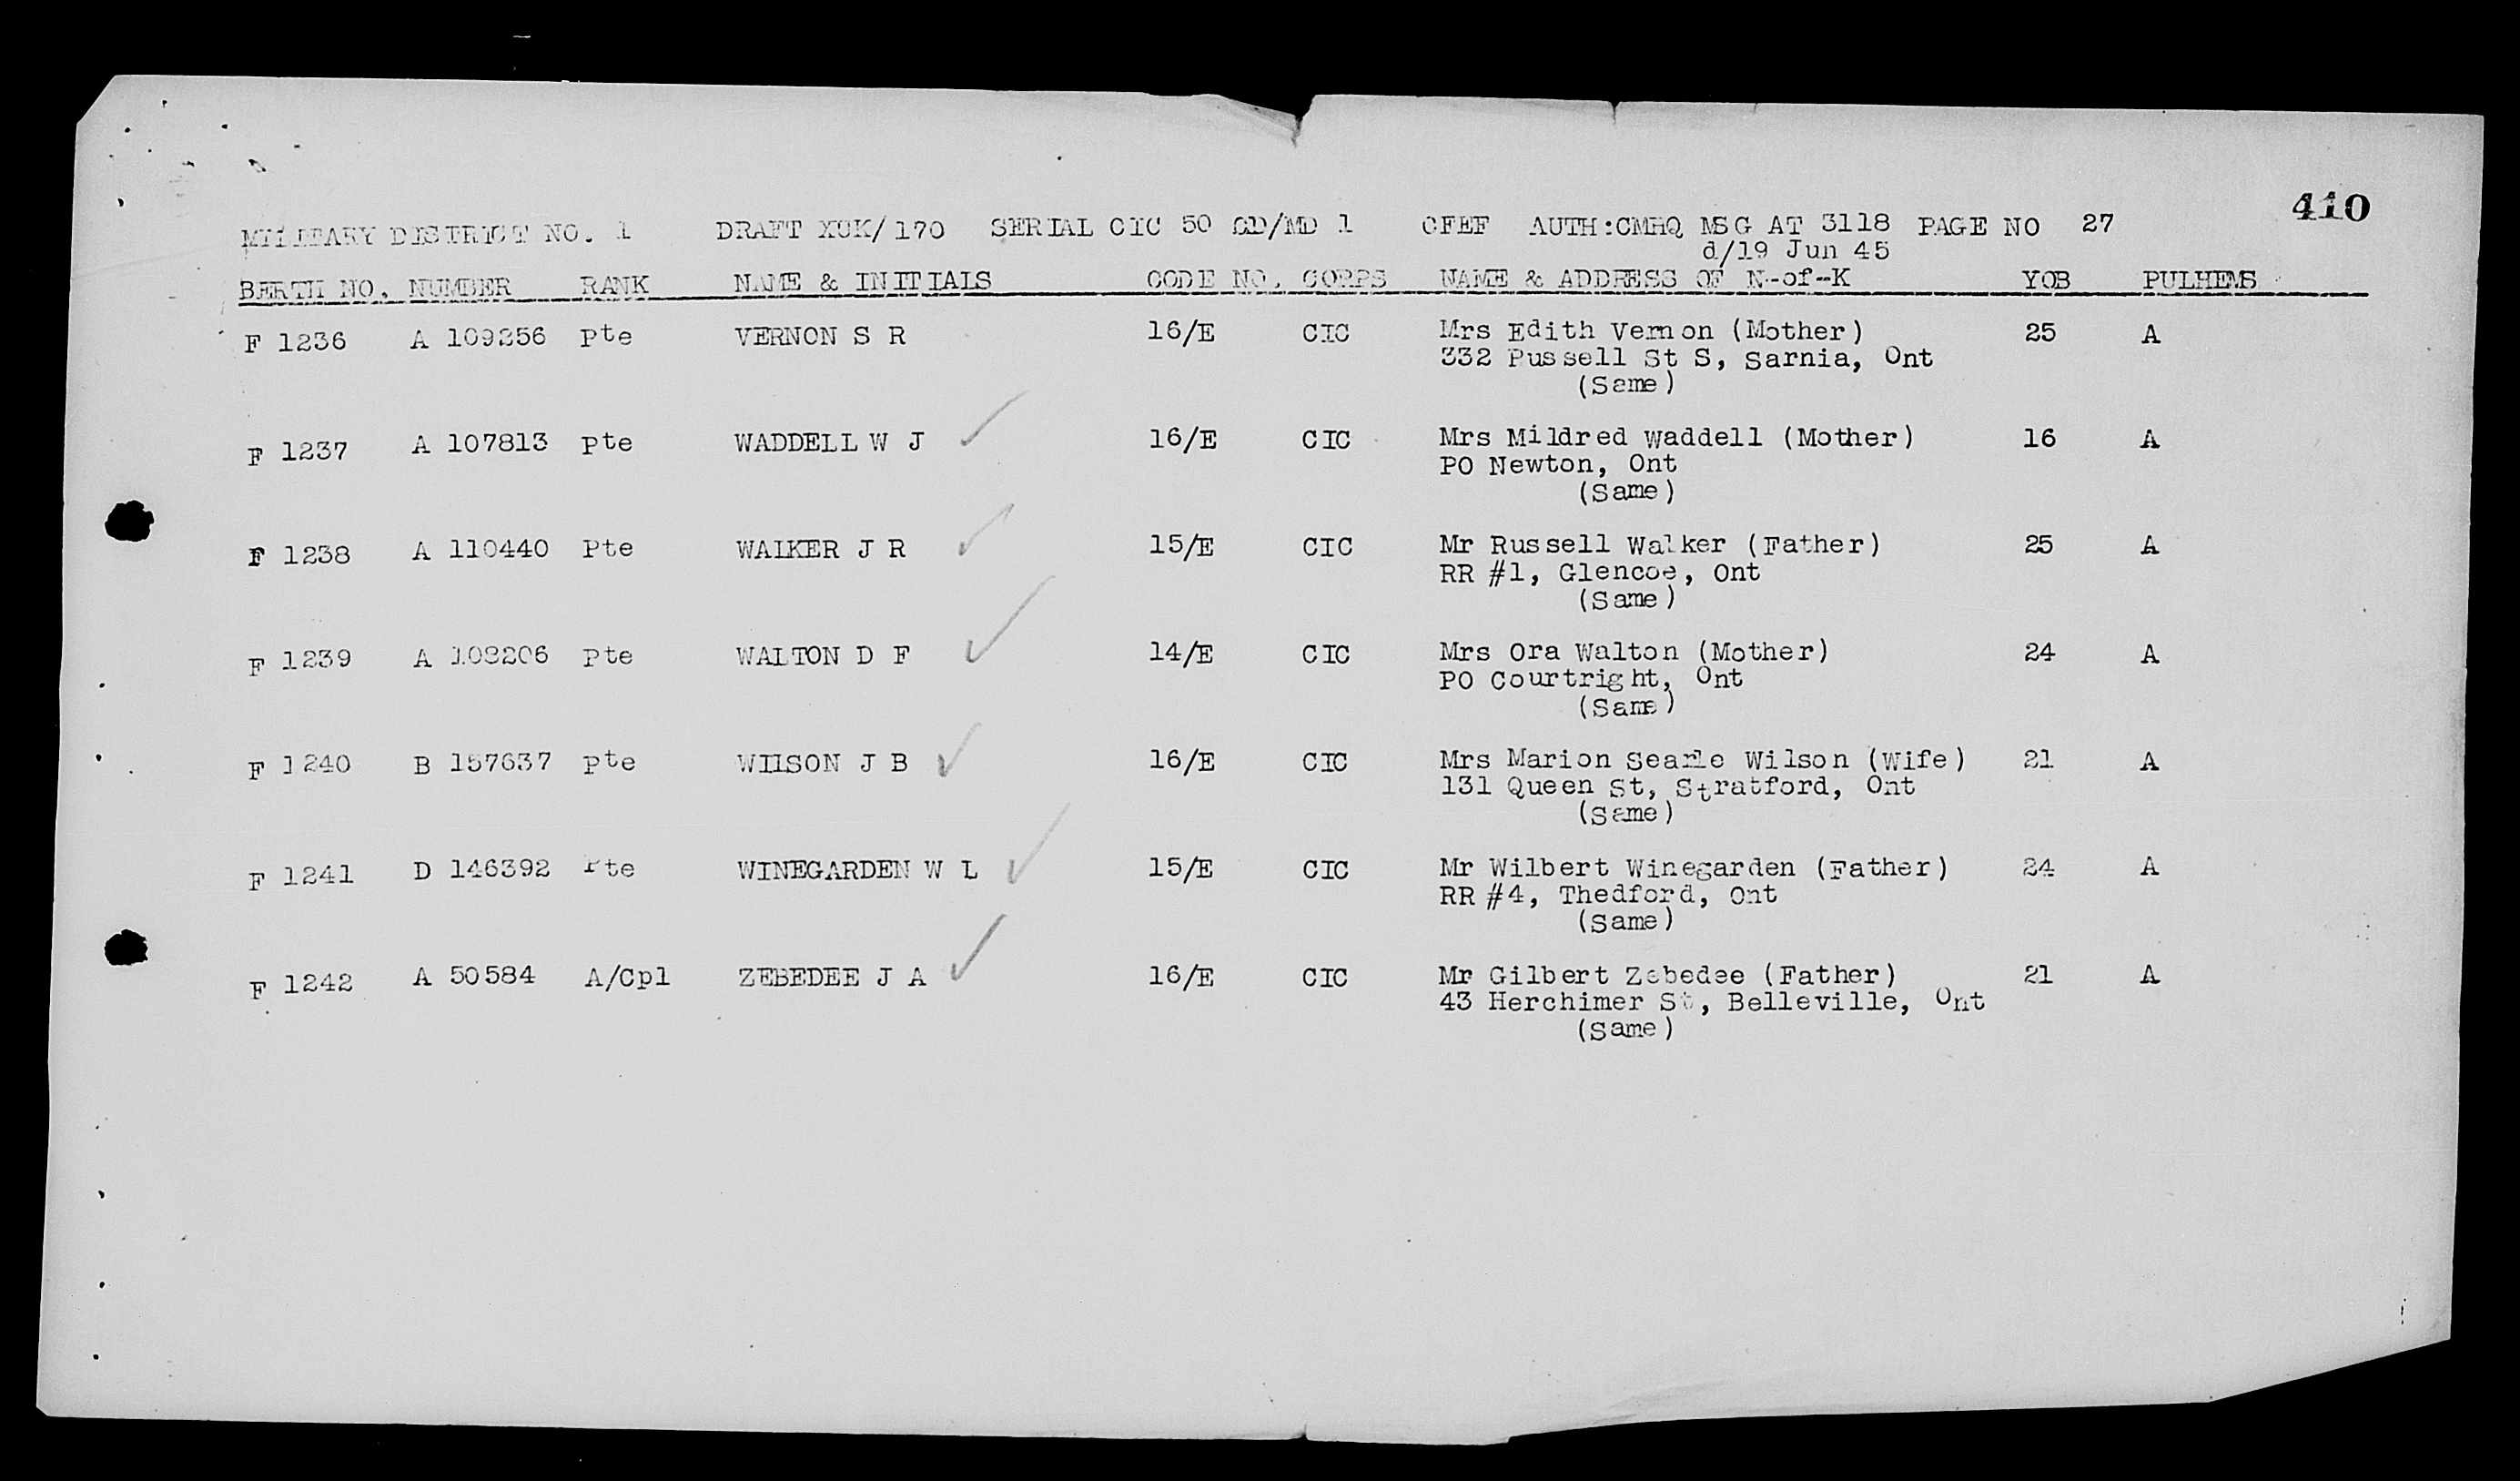 410
MILITARY DISTRICT NO. 1 DRAFT XCK/170 SERIAL CIC 50 GD/MD 1 CFEF AUTH:CMHQ MSG AT 3118 PAGE NO 27
d/19 Jun 45
BERTH NO. NUMBER RANK NAME & INITIALS CODE NO. CORPS NAME & ADDRESS OF N-of-K YOB PULHEMS
F 1236 A 109256 Pte VERNON S R 16/E CIC Mrs Edith Vernon (Mother) 25 A
332 Russell St S, Sarnia, Ont
(Same)
F 1237 A 107813 Pte WADDELL W J 16/E CIC Mrs Mildred Waddell (Mother) 16 A
PO Newton, Ont
(Same)
F 1238 A 110440 Pte WALKER J R 15/E CIC Mr Russell Walker (Father) 25 A
RR #1, Glencoe, Ont
(Same)
F 1239 A 108206 Pte WALTON D F 14/E CIC Mrs Ora Walton (Mother) 24 A
PO Courtright, Ont
(Same)
F 1240 B 157637 Pte WILSON J B 16/E CIC Mrs Marion Searle Wilson (Wife) 21 A
131 Queen St, Stratford, Ont
(Same)
F 1241 D 146392 Pte WINEGARDEN W L 15/E CIC Mr Wilbert Winegarden (Father) 24 A
RR #4, Thedford, Ont
(Same)
F 1242 A 50584 A/Cpl ZEBEDEE J A 16/E CIC Mr Gilbert Zebedee (Father) 21 A
43 Herchimer St, Belleville, Ont
(Same)